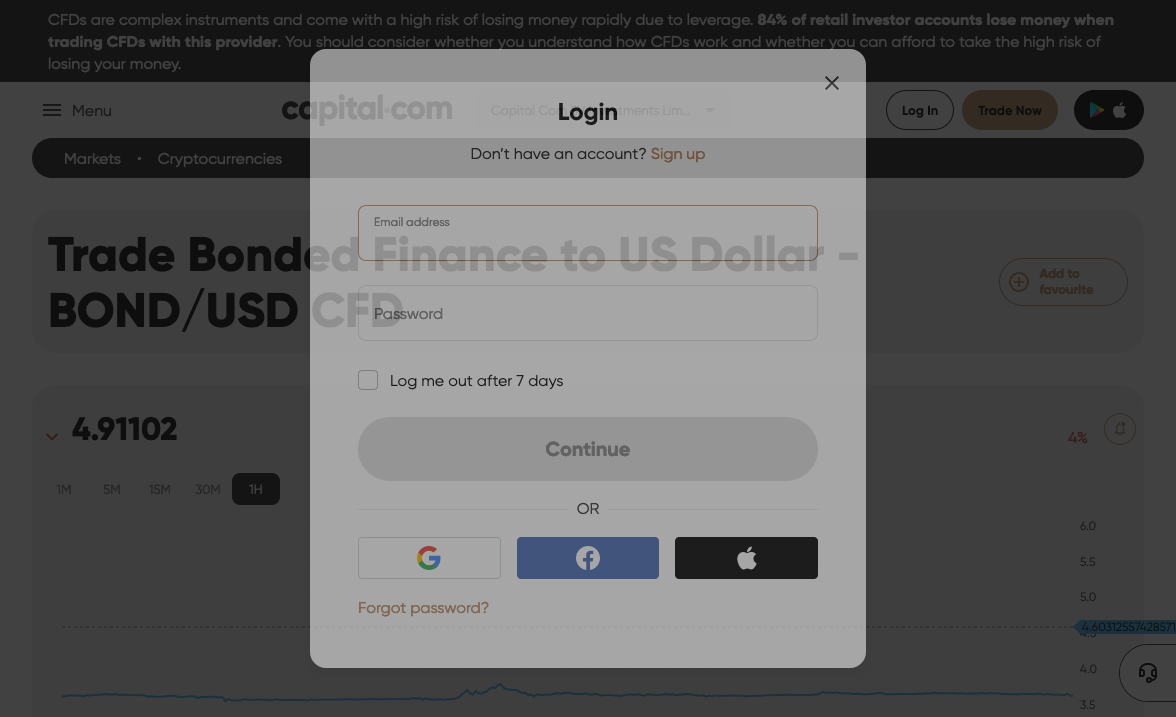 CFDs are complex instruments and come with a high risk of losing money rapidly due to leverage. 84% of retail investor accounts lose money when
trading CFDs with this provider. You should consider whether you understand how CFDs work and whether you can afford to take the high risk of
losing your money.
Menu
capital.com
Capital Com
tments Lim...
Log In
Trade Now
Markets • Cryptocurrencies
Login
Don't have an account? Sign up
Email address
Trade Bonded Finance to US Dollar -
BOND/USD CFD
Add to
favourite
Password
Log me out after 7 days
4.91102
4%
Continue
1M 5M 15M 30M 1H
OR
6.0
5.5
5.0
Forgot password?
4.60312557428571
4.5
4.0
3.5